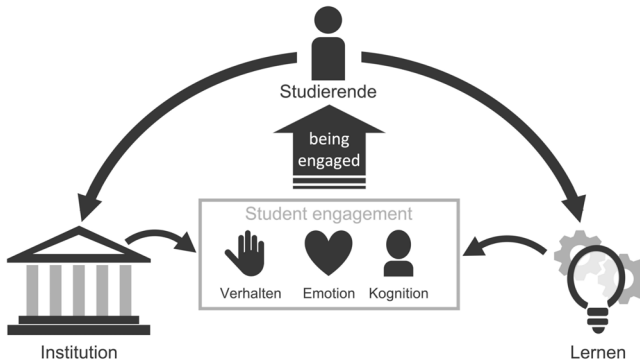 Studierende
being
engaged
Student engagement
Verhalten Emotion Kognition
Institution Lernen